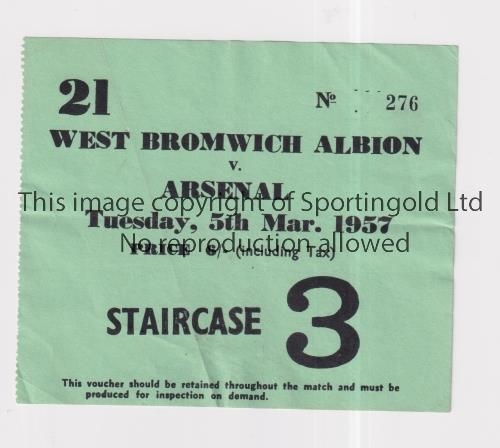 21 Nº 276
WEST BROMWICH ALBION
v.
ARSENAL
This image copyright of Sportingold Ltd
Tuesday, 5th Mar. 1957
No reproduction allowed
PRICE 6/- (including Tax)
STAIRCASE 3
This voucher should be retained throughout the match and must be
produced for inspection on demand.